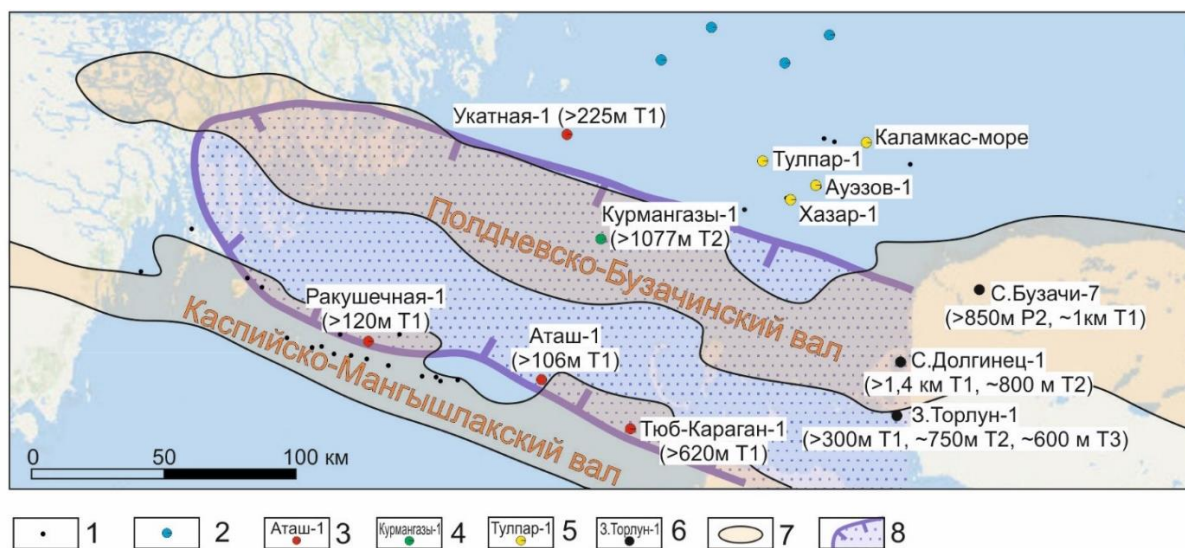 Укатная-1 (>225м T1)
Каламкас-море
Тулпар-1
Ауэзов-1
Хазар-1
Курмангазы-1
(>1077м T2)
Полдневско-Бузачинский вал
С.Бузачи-7
(>850м P2, ~1км T1)
Ракушечная-1
(>120м T1)
Аташ-1
(>106м T1)
С.Долгинец-1
(>1,4 км T1, ~800 м T2)
З.Торлун-1
(>300м T1, ~750м T2, ~600 м T3)
Каспийско-Мангышлакский вал
Тюб-Караган-1
(>620м T1)
0 50 100 км
1 2 Аташ-1 3 Курмангазы-1 4 Тулпар-1 5 З.Торлун-1 6 7 8